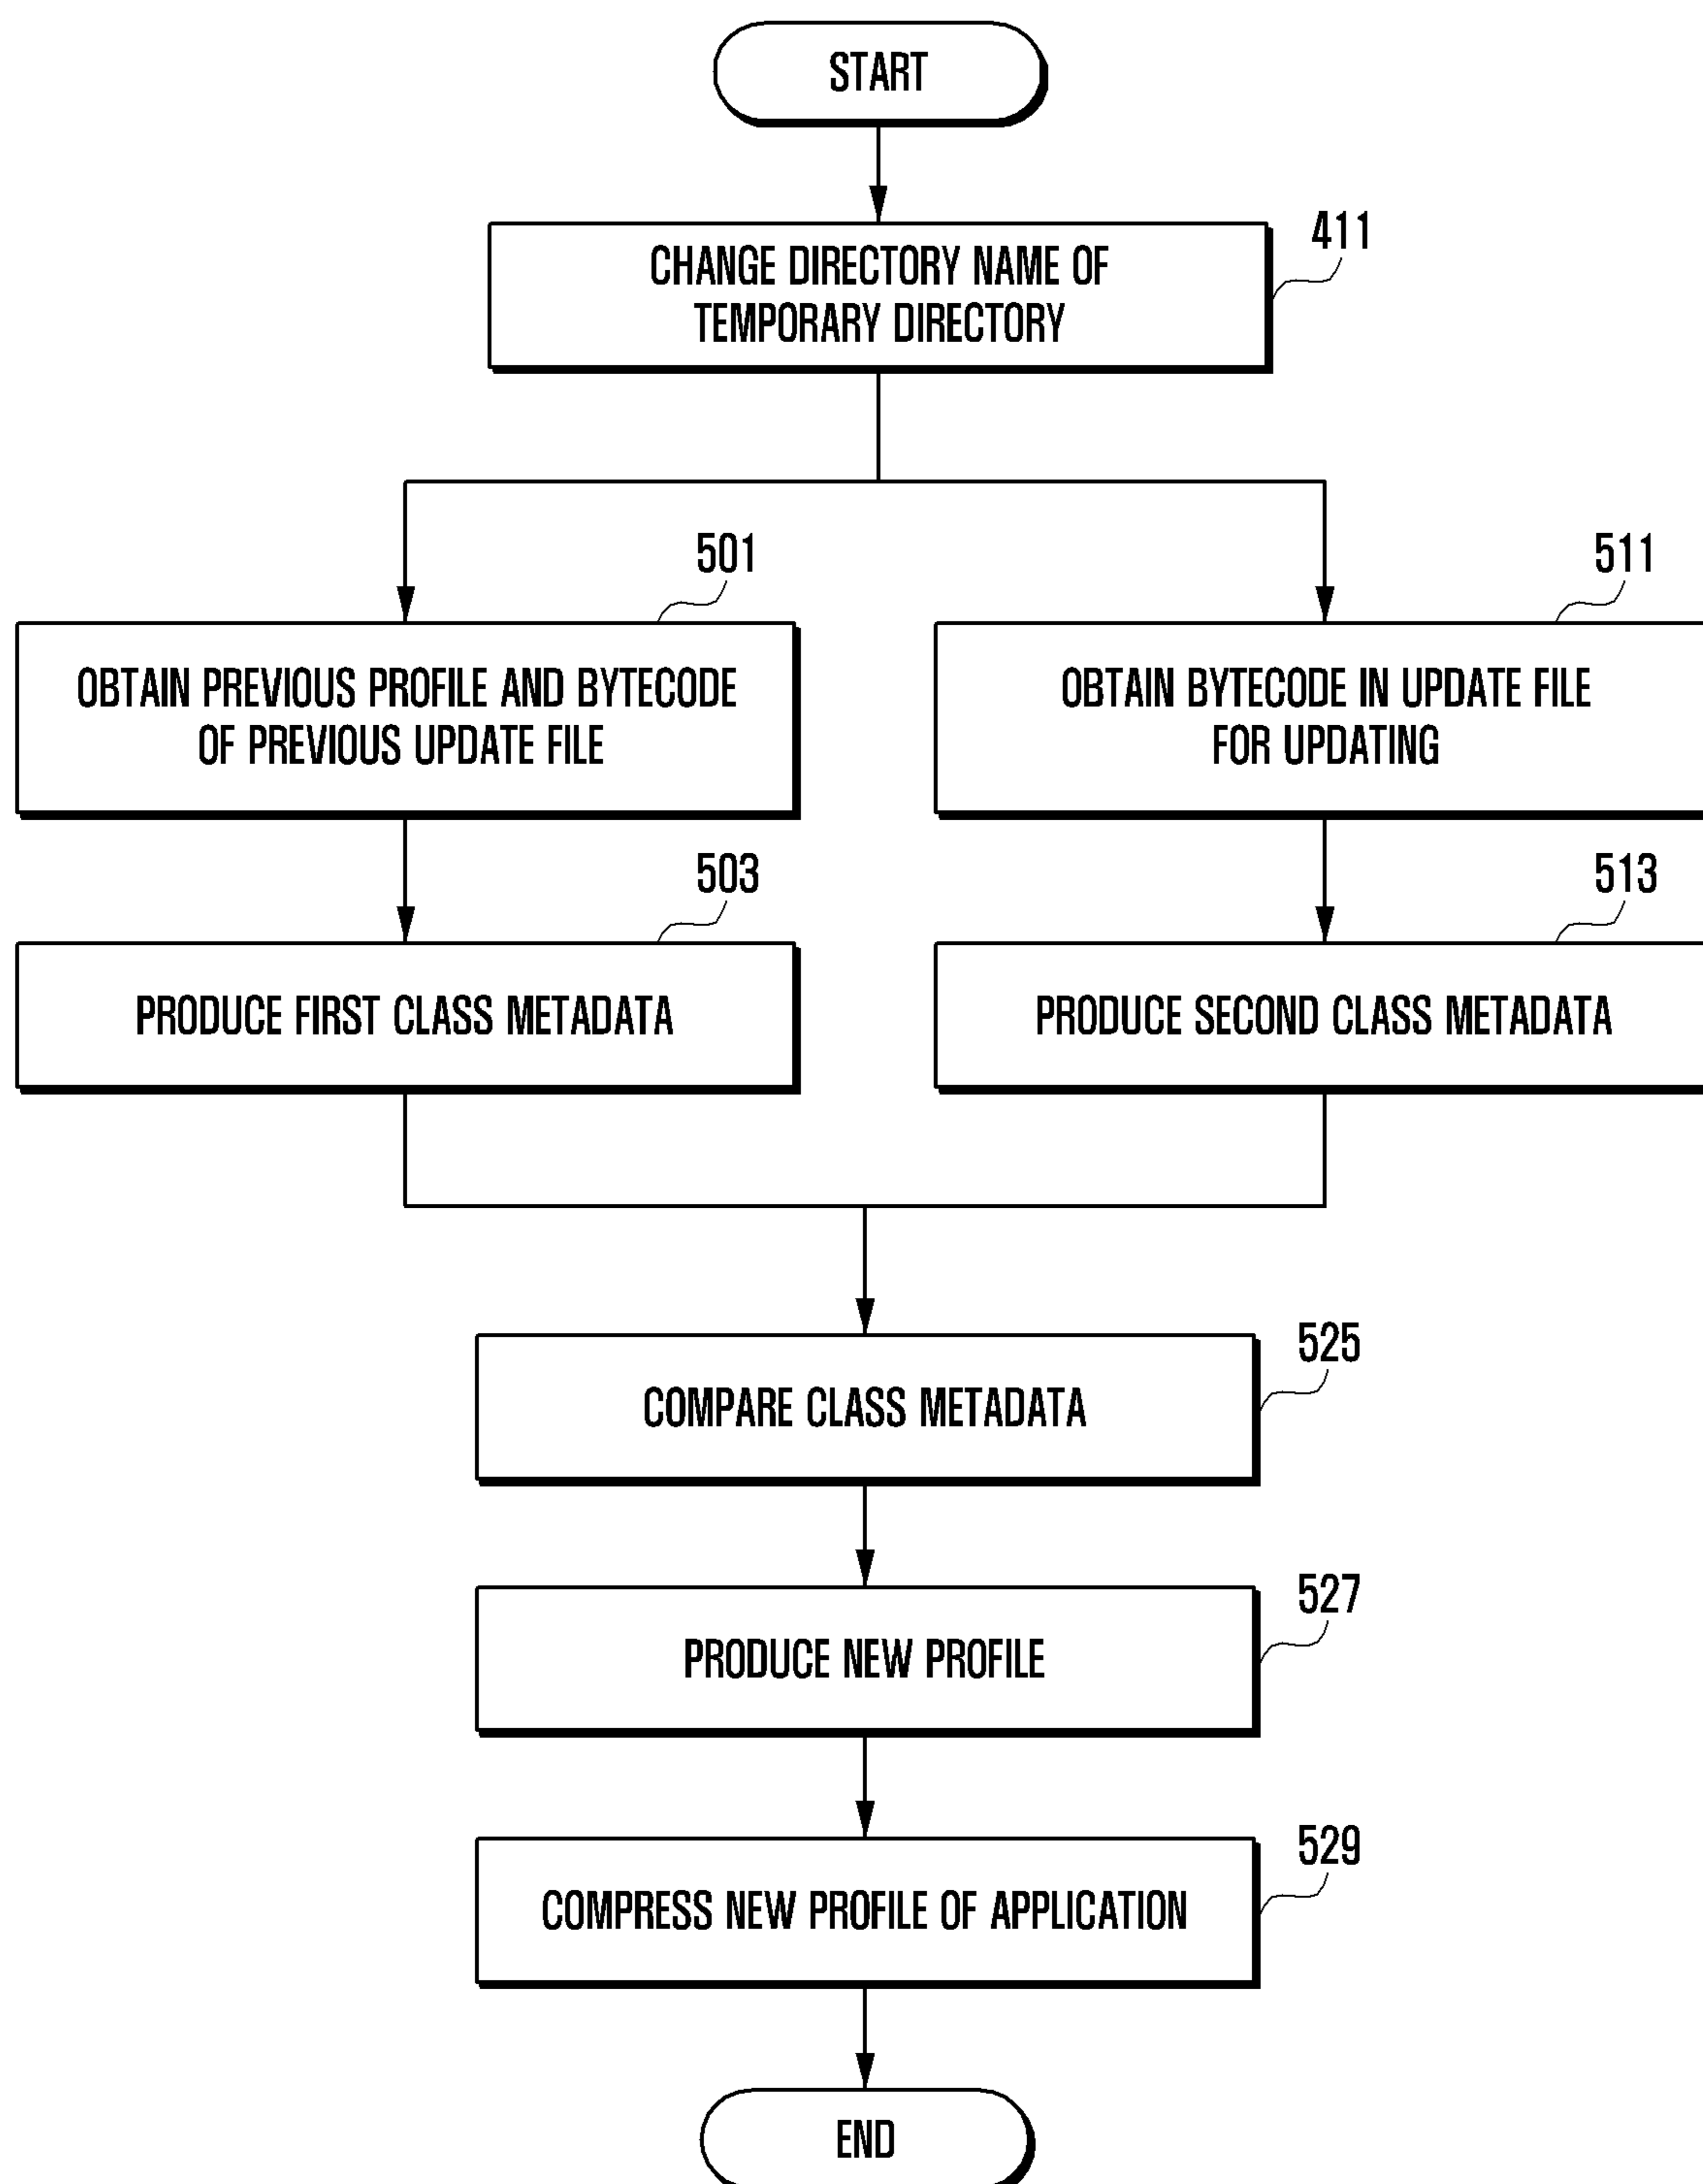 START
411
CHANGE DIRECTORY NAME OF
TEMPORARY DIRECTORY
501
OBTAIN PREVIOUS PROFILE AND BYTECODE
OF PREVIOUS UPDATE FILE
511
OBTAIN BYTECODE IN UPDATE FILE
FOR UPDATING
503
PRODUCE FIRST CLASS METADATA
513
PRODUCE SECOND CLASS METADATA
525
COMPARE CLASS METADATA
527
PRODUCE NEW PROFILE
529
COMPRESS NEW PROFILE OF APPLICATION
END